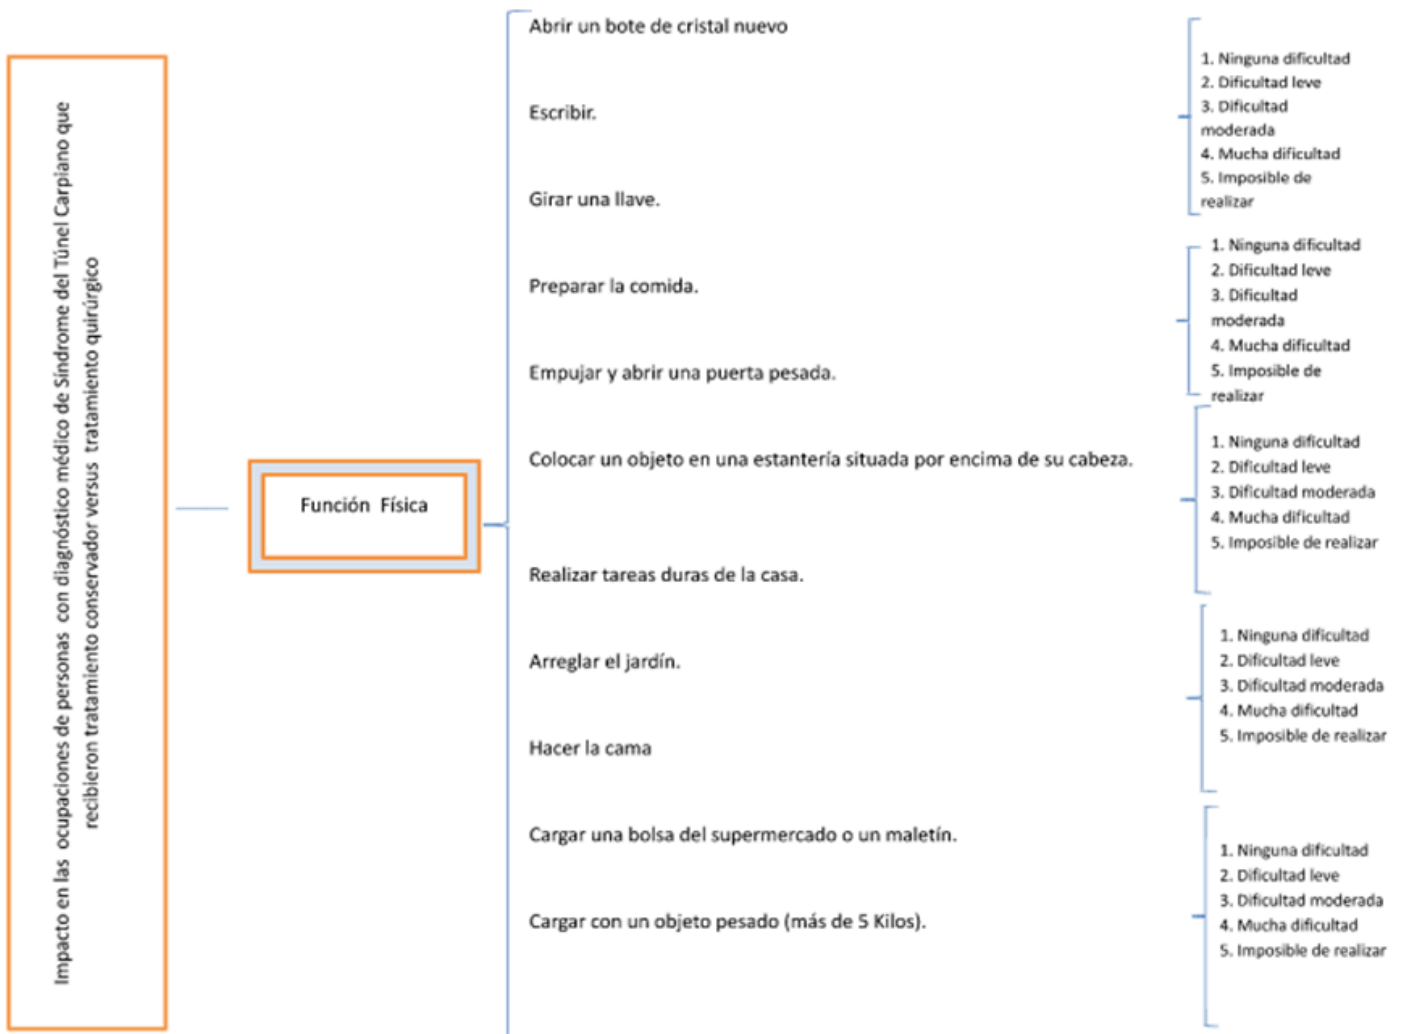 Impacto en las ocupaciones de personas con diagnóstico médico de Síndrome del Túnel Carpiano que
recibieron tratamiento conservador versus tratamiento quirúrgico
Función Física
Abrir un bote de cristal nuevo
Escribir.
Girar una llave.
Preparar la comida.
Empujar y abrir una puerta pesada.
Colocar un objeto en una estantería situada por encima de su cabeza.
Realizar tareas duras de la casa.
Arreglar el jardín.
Hacer la cama
Cargar una bolsa del supermercado o un maletín.
Cargar con un objeto pesado (más de 5 Kilos).
1. Ninguna dificultad
2. Dificultad leve
3. Dificultad
moderada
4. Mucha dificultad
5. Imposible de
realizar
1. Ninguna dificultad
2. Dificultad leve
3. Dificultad
moderada
4. Mucha dificultad
5. Imposible de
realizar
1. Ninguna dificultad
2. Dificultad leve
3. Dificultad moderada
4. Mucha dificultad
5. Imposible de realizar
1. Ninguna dificultad
2. Dificultad leve
3. Dificultad moderada
4. Mucha dificultad
5. Imposible de realizar
1. Ninguna dificultad
2. Dificultad leve
3. Dificultad moderada
4. Mucha dificultad
5. Imposible de realizar